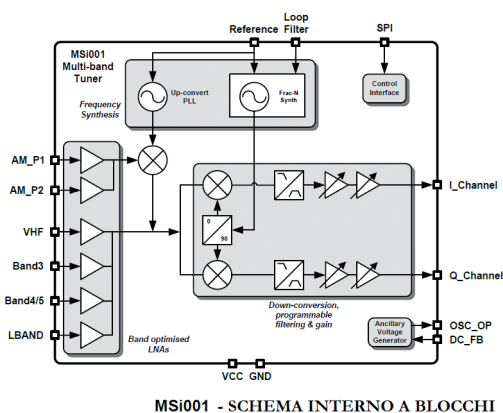 Reference
Loop
Filter
SPI
MSi001
Multi-band
Tuner
Up-convert
PLL
Frac-N
Synth
Control
Interface
Frequency
Synthesis
AM_P1
AM_P2
VHF
Band3
Band4/5
LBAND
0
90
I_Channel
Q_Channel
Down-conversion,
programmable
filtering & gain
Band optimised
LNAs
Ancillary
Voltage
Generator
OSC_OP
DC_FB
VCC GND
MSi001 - SCHEMA INTERNO A BLOCCHI